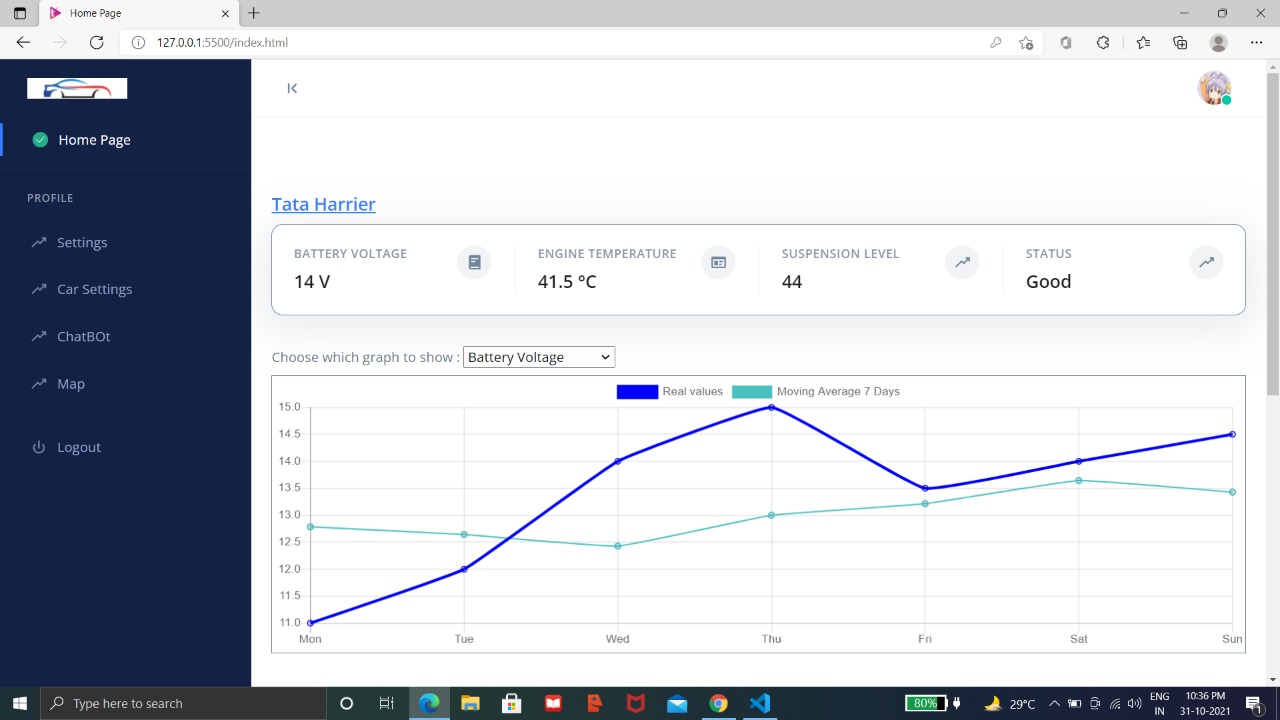 Home Page
127.0.0.1:5500/index.html
Home Page
PROFILE
Settings
Car Settings
ChatBOt
Map
Logout
Tata Harrier
BATTERY VOLTAGE
14 V
ENGINE TEMPERATURE
41.5 °C
SUSPENSION LEVEL
44
STATUS
Good
Choose which graph to show : Battery Voltage
Real values Moving Average 7 Days
15.0
14.5
14.0
13.5
13.0
12.5
12.0
11.5
11.0
Mon Tue Wed Thu Fri Sat Sun
Type here to search
80%
29°C
ENG
IN
10:36 PM
31-10-2021
1